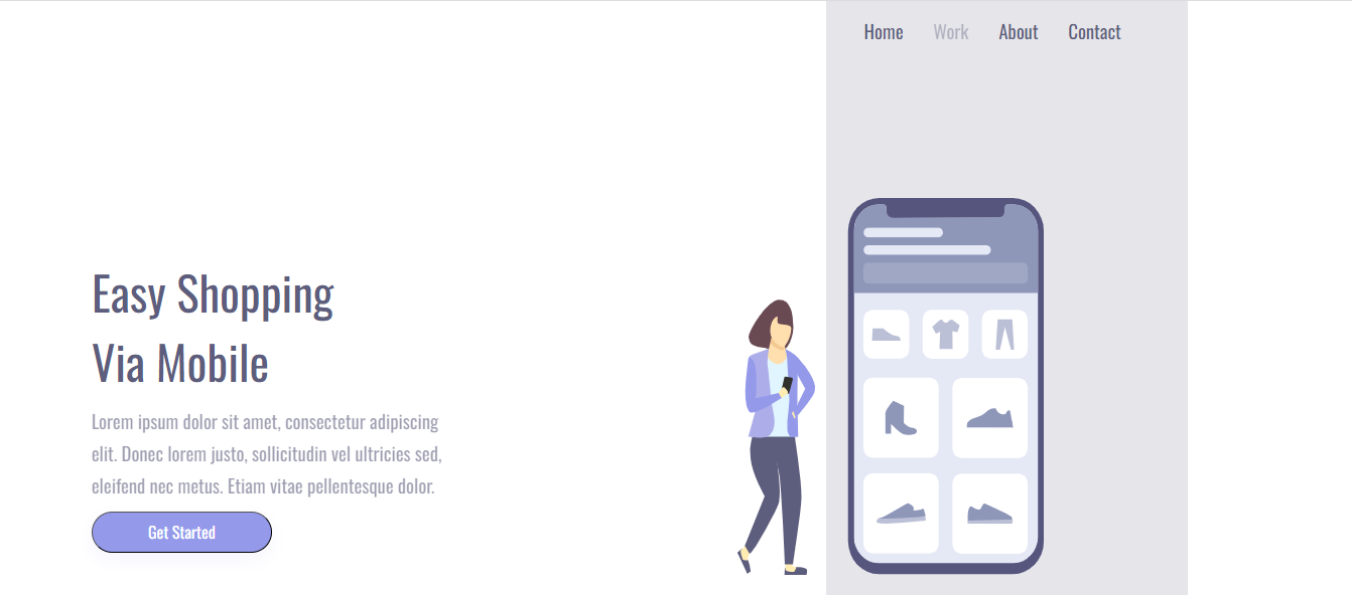 Home Work About Contact
Easy Shopping
Via Mobile
Lorem ipsum dolor sit amet, consectetur adipiscing
elit. Donec lorem justo, sollicitudin vel ultricies sed,
eleifend nec metus. Etiam vitae pellentesque dolor.
Get Started